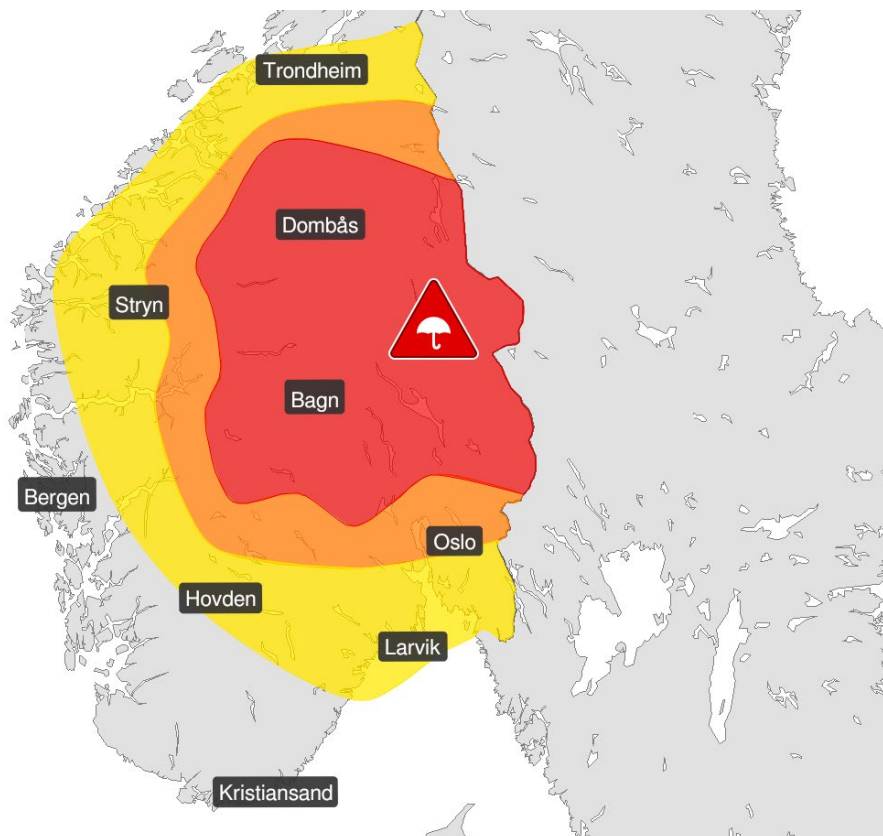 Trondheim
Dombås
Stryn
Bagn
Bergen
Oslo
Hovden
Larvik
Kristiansand